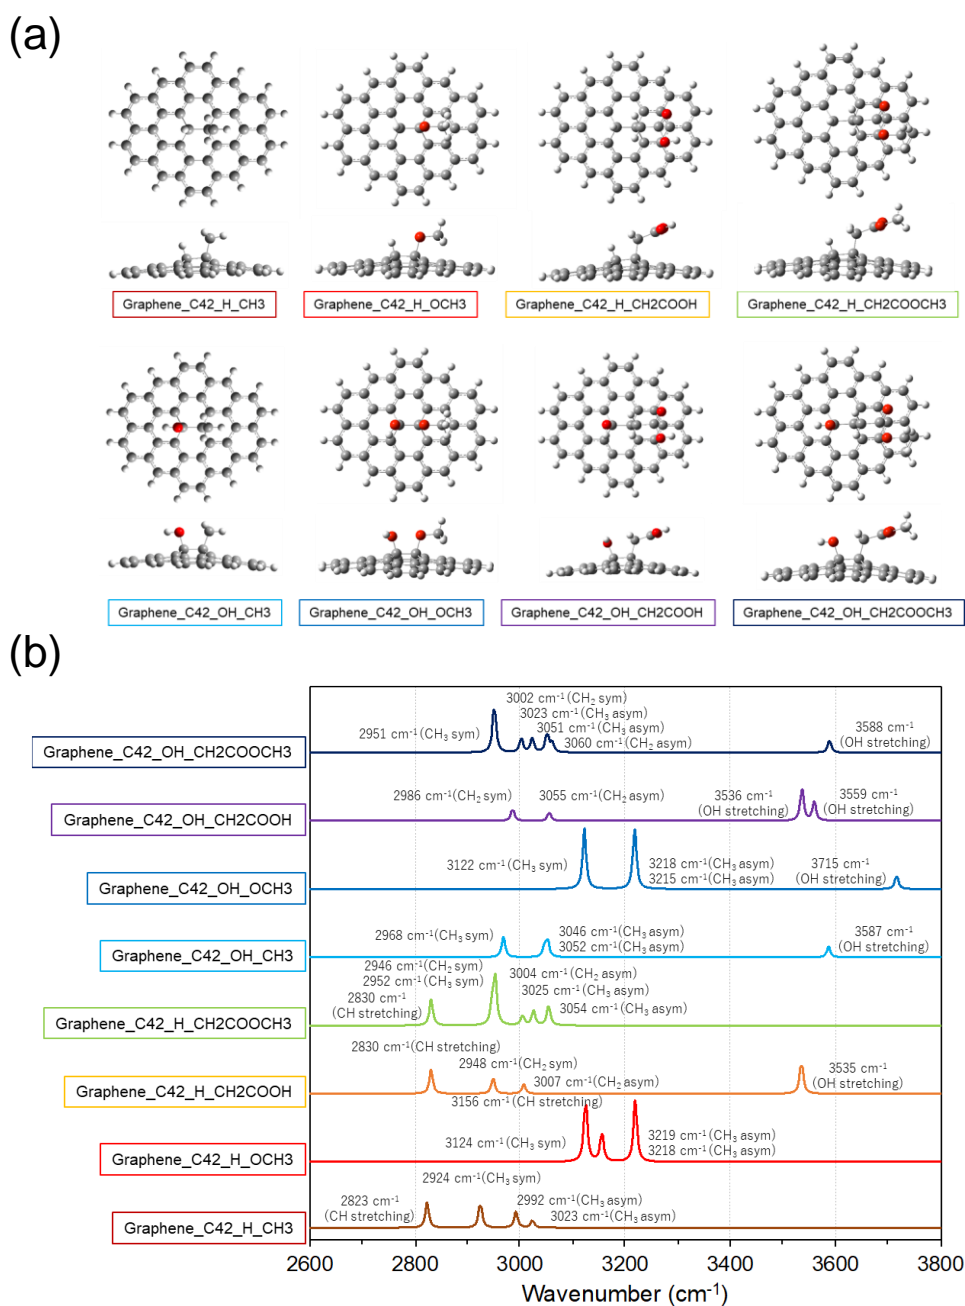 (a)
Graphene_C42_H_CH3
Graphene_C42_H_OCH3
Graphene_C42_H_CH2COOH
Graphene_C42_H_CH2COOCH3
Graphene_C42_OH_CH3
Graphene_C42_OH_OCH3
Graphene_C42_OH_CH2COOH
Graphene_C42_OH_CH2COOCH3
(b)
Graphene_C42_OH_CH2COOCH3
2951 cm⁻¹(CH₃ sym)
3002 cm⁻¹(CH₂ sym)
3023 cm⁻¹(CH₃ asym)
3051 cm⁻¹(CH₃ asym)
3060 cm⁻¹(CH₂ asym)
3588 cm⁻¹
(OH stretching)
Graphene_C42_OH_CH2COOH
2986 cm⁻¹(CH₂ sym)
3055 cm⁻¹(CH₂ asym)
3536 cm⁻¹
(OH stretching)
3559 cm⁻¹
(OH stretching)
Graphene_C42_OH_OCH3
3122 cm⁻¹(CH₃ sym)
3218 cm⁻¹(CH₃ asym)
3215 cm⁻¹(CH₃ asym)
3715 cm⁻¹
(OH stretching)
Graphene_C42_OH_CH3
2968 cm⁻¹(CH₃ sym)
3046 cm⁻¹(CH₃ asym)
3052 cm⁻¹(CH₃ asym)
3587 cm⁻¹
(OH stretching)
Graphene_C42_H_CH2COOCH3
2946 cm⁻¹(CH₂ sym)
2952 cm⁻¹(CH₃ sym)
2830 cm⁻¹
(CH stretching)
3004 cm⁻¹(CH₂ asym)
3025 cm⁻¹(CH₃ asym)
3054 cm⁻¹(CH₃ asym)
Graphene_C42_H_CH2COOH
2830 cm⁻¹(CH stretching)
2948 cm⁻¹(CH₂ sym)
3007 cm⁻¹(CH₂ asym)
3535 cm⁻¹
(OH stretching)
Graphene_C42_H_OCH3
3156 cm⁻¹(CH stretching)
3124 cm⁻¹(CH₃ sym)
3219 cm⁻¹(CH₃ asym)
3218 cm⁻¹(CH₃ asym)
Graphene_C42_H_CH3
2823 cm⁻¹
(CH stretching)
2924 cm⁻¹(CH₃ sym)
2992 cm⁻¹(CH₃ asym)
3023 cm⁻¹(CH₃ asym)
2600 2800 3000 3200 3400 3600 3800
Wavenumber (cm⁻¹)